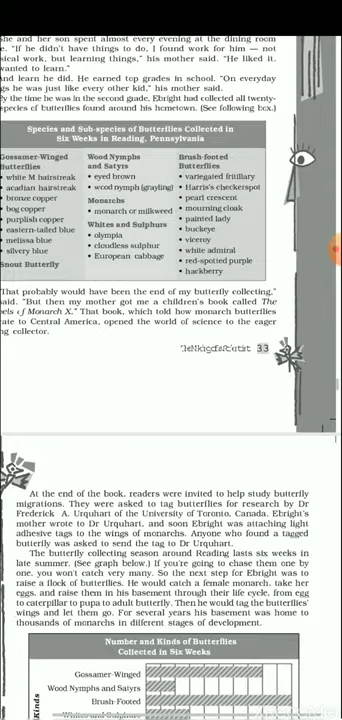 she and her son spent almost every evening at the dining room
e. "If he didn't have things to do, I found work for him — not
sical work, but learning things," his mother said. "He liked it.
wanted to learn."
And learn he did. He earned top grades in school. "On everyday
gs he was just like every other kid," his mother said.
By the time he was in the second grade, Ebright had collected all twenty-
species of butterflies found around his hometown. (See following box.)
Species and Sub-species of Butterflies Collected in
Six Weeks in Reading, Pennsylvania
Gossamer-Winged
Butterflies
• white M hairstreak
• acadian hairstreak
• bronze copper
• bog copper
• purplish copper
• eastern-tailed blue
• melissa blue
• silvery blue
Snout Butterfly
Wood Nymphs
and Satyrs
• eyed brown
• wood nymph (grayling)
Monarchs
• monarch or milkweed
Whites and Sulphurs
• olympia
• cloudless sulphur
• European cabbage
Brush-footed
Butterflies
• variegated fritillary
• Harris's checkerspot
• pearl crescent
• mourning cloak
• painted lady
• buckeye
• viceroy
• white admiral
• red-spotted purple
• hackberry
That probably would have been the end of my butterfly collecting,"
said. "But then my mother got me a children's book called The
vels of Monarch X." That book, which told how monarch butterflies
rate to Central America, opened the world of science to the eager
ng collector.
33
At the end of the book, readers were invited to help study butterfly
migrations. They were asked to tag butterflies for research by Dr
Frederick A. Urquhart of the University of Toronto, Canada. Ebright's
mother wrote to Dr Urquhart, and soon Ebright was attaching light
adhesive tags to the wings of monarchs. Anyone who found a tagged
butterfly was asked to send the tag to Dr Urquhart.
The butterfly collecting season around Reading lasts six weeks in
late summer. (See graph below.) If you're going to chase them one by
one, you won't catch very many. So the next step for Ebright was to
raise a flock of butterflies. He would catch a female monarch, take her
eggs, and raise them in his basement through their life cycle, from egg
to caterpillar to pupa to adult butterfly. Then he would tag the butterflies'
wings and let them go. For several years his basement was home to
thousands of monarchs in different stages of development.
Number and Kinds of Butterflies
Collected in Six Weeks
Kinds
Gossamer-Winged
Wood Nymphs and Satyrs
Brush-Footed
Whites and Sulphurs